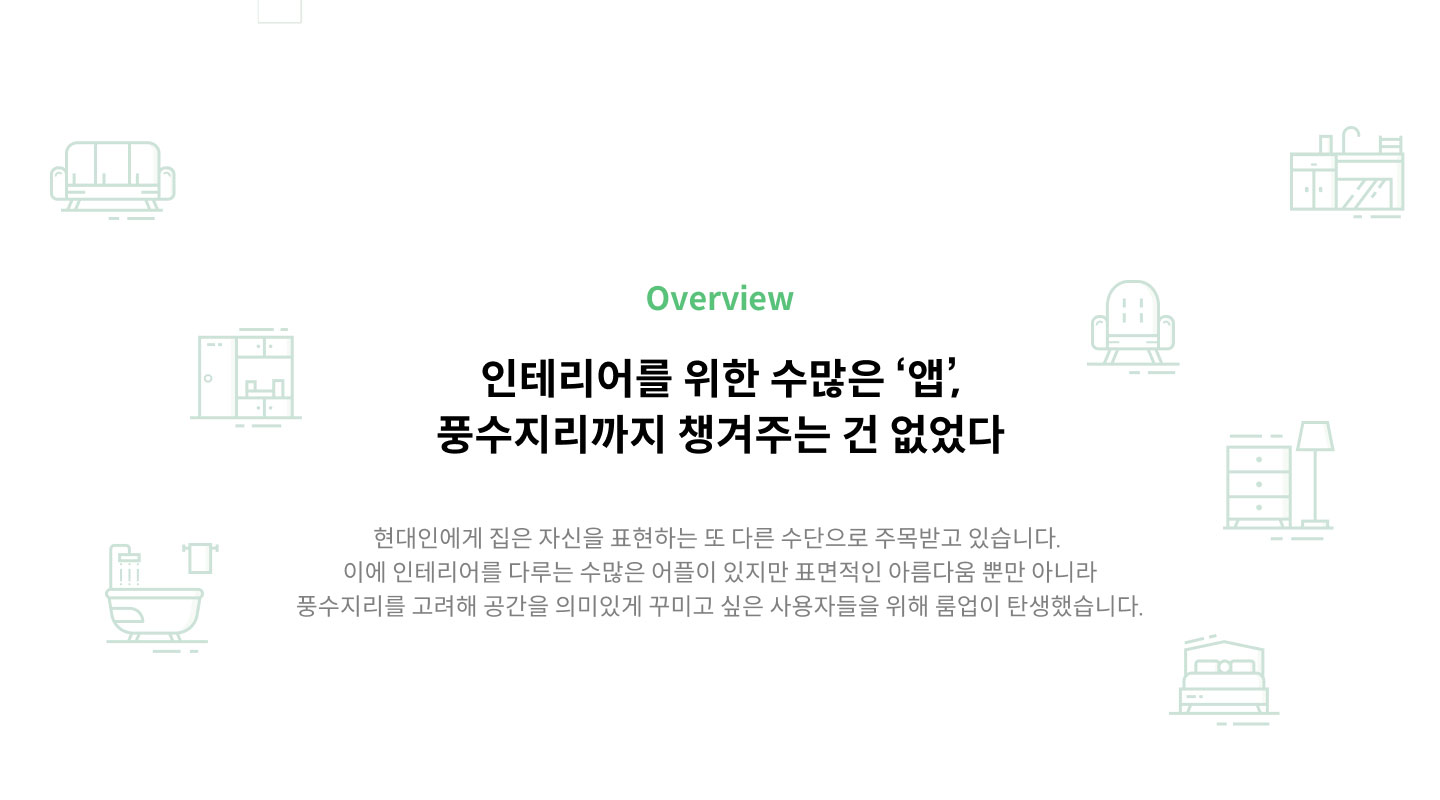 Overview
인테리어를 위한 수많은 ‘앱’,
풍수지리까지 챙겨주는 건 없었다
현대인에게 집은 자신을 표현하는 또 다른 수단으로 주목받고 있습니다.
이에 인테리어를 다루는 수많은 어플이 있지만 표면적인 아름다움 뿐만 아니라
풍수지리를 고려해 공간을 의미있게 꾸미고 싶은 사용자들을 위해 룸업이 탄생했습니다.